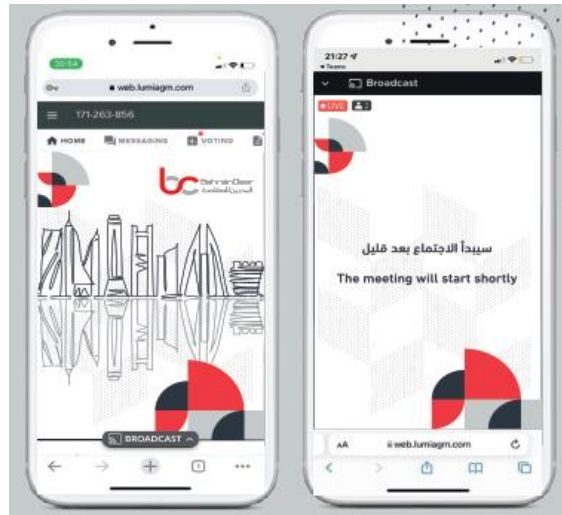 20:54
web.lumiagm.com
171-263-856
HOME
MESSAGING
VOTING
bc
BahrainClear
البحرين للمقاصة
BROADCAST
21:27
Teams
Broadcast
LIVE
سيبدأ الاجتماع بعد قليل
The meeting will start shortly
AA
web.lumiagm.com